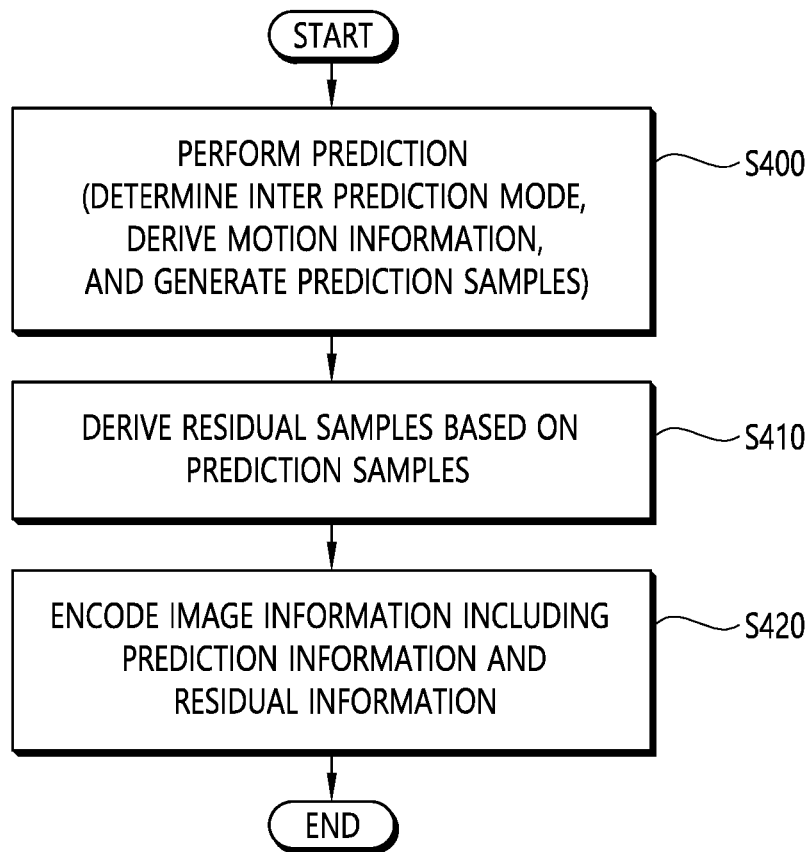 START
PERFORM PREDICTION
(DETERMINE INTER PREDICTION MODE,
DERIVE MOTION INFORMATION,
AND GENERATE PREDICTION SAMPLES)
S400
DERIVE RESIDUAL SAMPLES BASED ON
PREDICTION SAMPLES
S410
ENCODE IMAGE INFORMATION INCLUDING
PREDICTION INFORMATION AND
RESIDUAL INFORMATION
S420
END